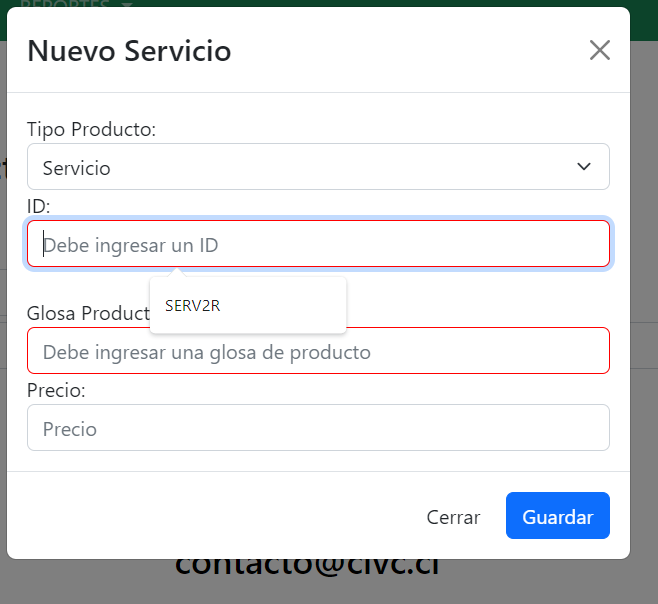 REPORTES
Nuevo Servicio
Tipo Producto:
Servicio
ID:
Debe ingresar un ID
SERV2R
Glosa Product
Debe ingresar una glosa de producto
Precio:
Precio
Cerrar
Guardar
contacto@civc.cl